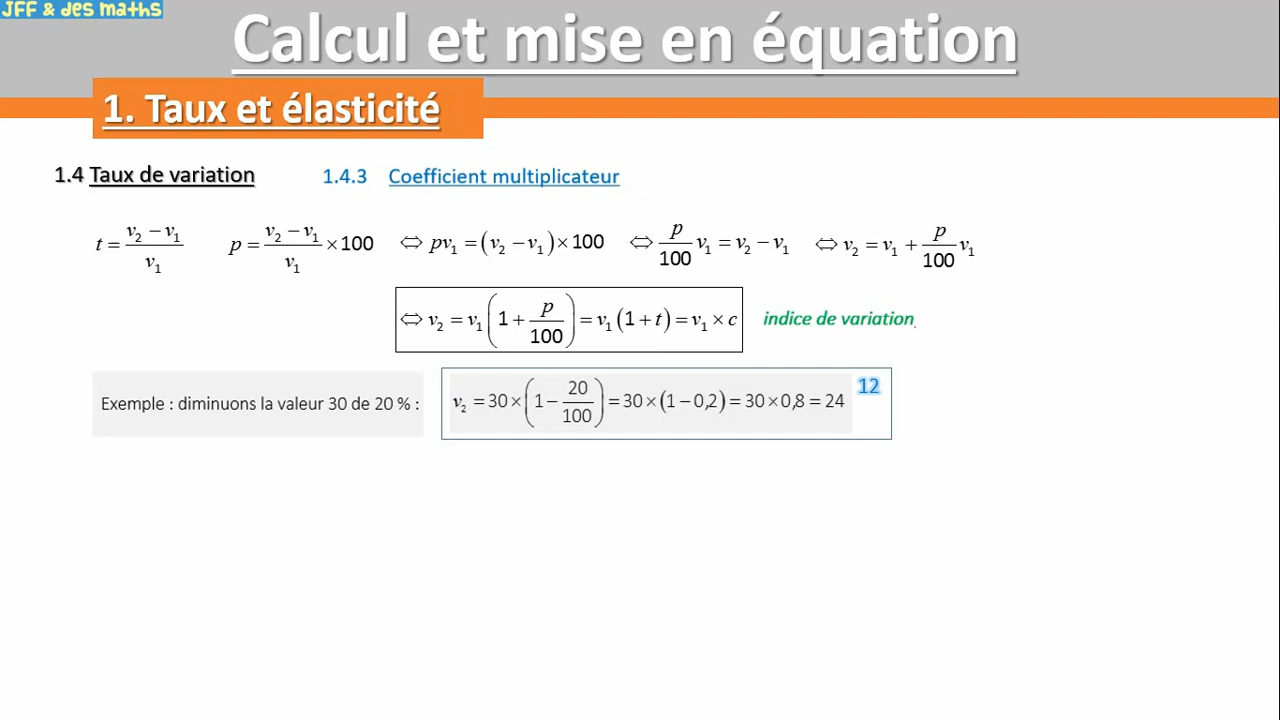 JFF & des maths
Calcul et mise en équation
1. Taux et élasticité
1.4 Taux de variation 1.4.3 Coefficient multiplicateur
t = (v₂ − v₁)/v₁ p = (v₂ − v₁)/v₁ × 100 ⇔ pv₁ = (v₂ − v₁) × 100 ⇔ p/100 v₁ = v₂ − v₁ ⇔ v₂ = v₁ + p/100 v₁
⇔ v₂ = v₁(1 + p/100) = v₁(1 + t) = v₁ × c indice de variation
Exemple : diminuons la valeur 30 de 20 % : v₂ = 30 × (1 − 20/100) = 30 × (1 − 0,2) = 30 × 0,8 = 24 12